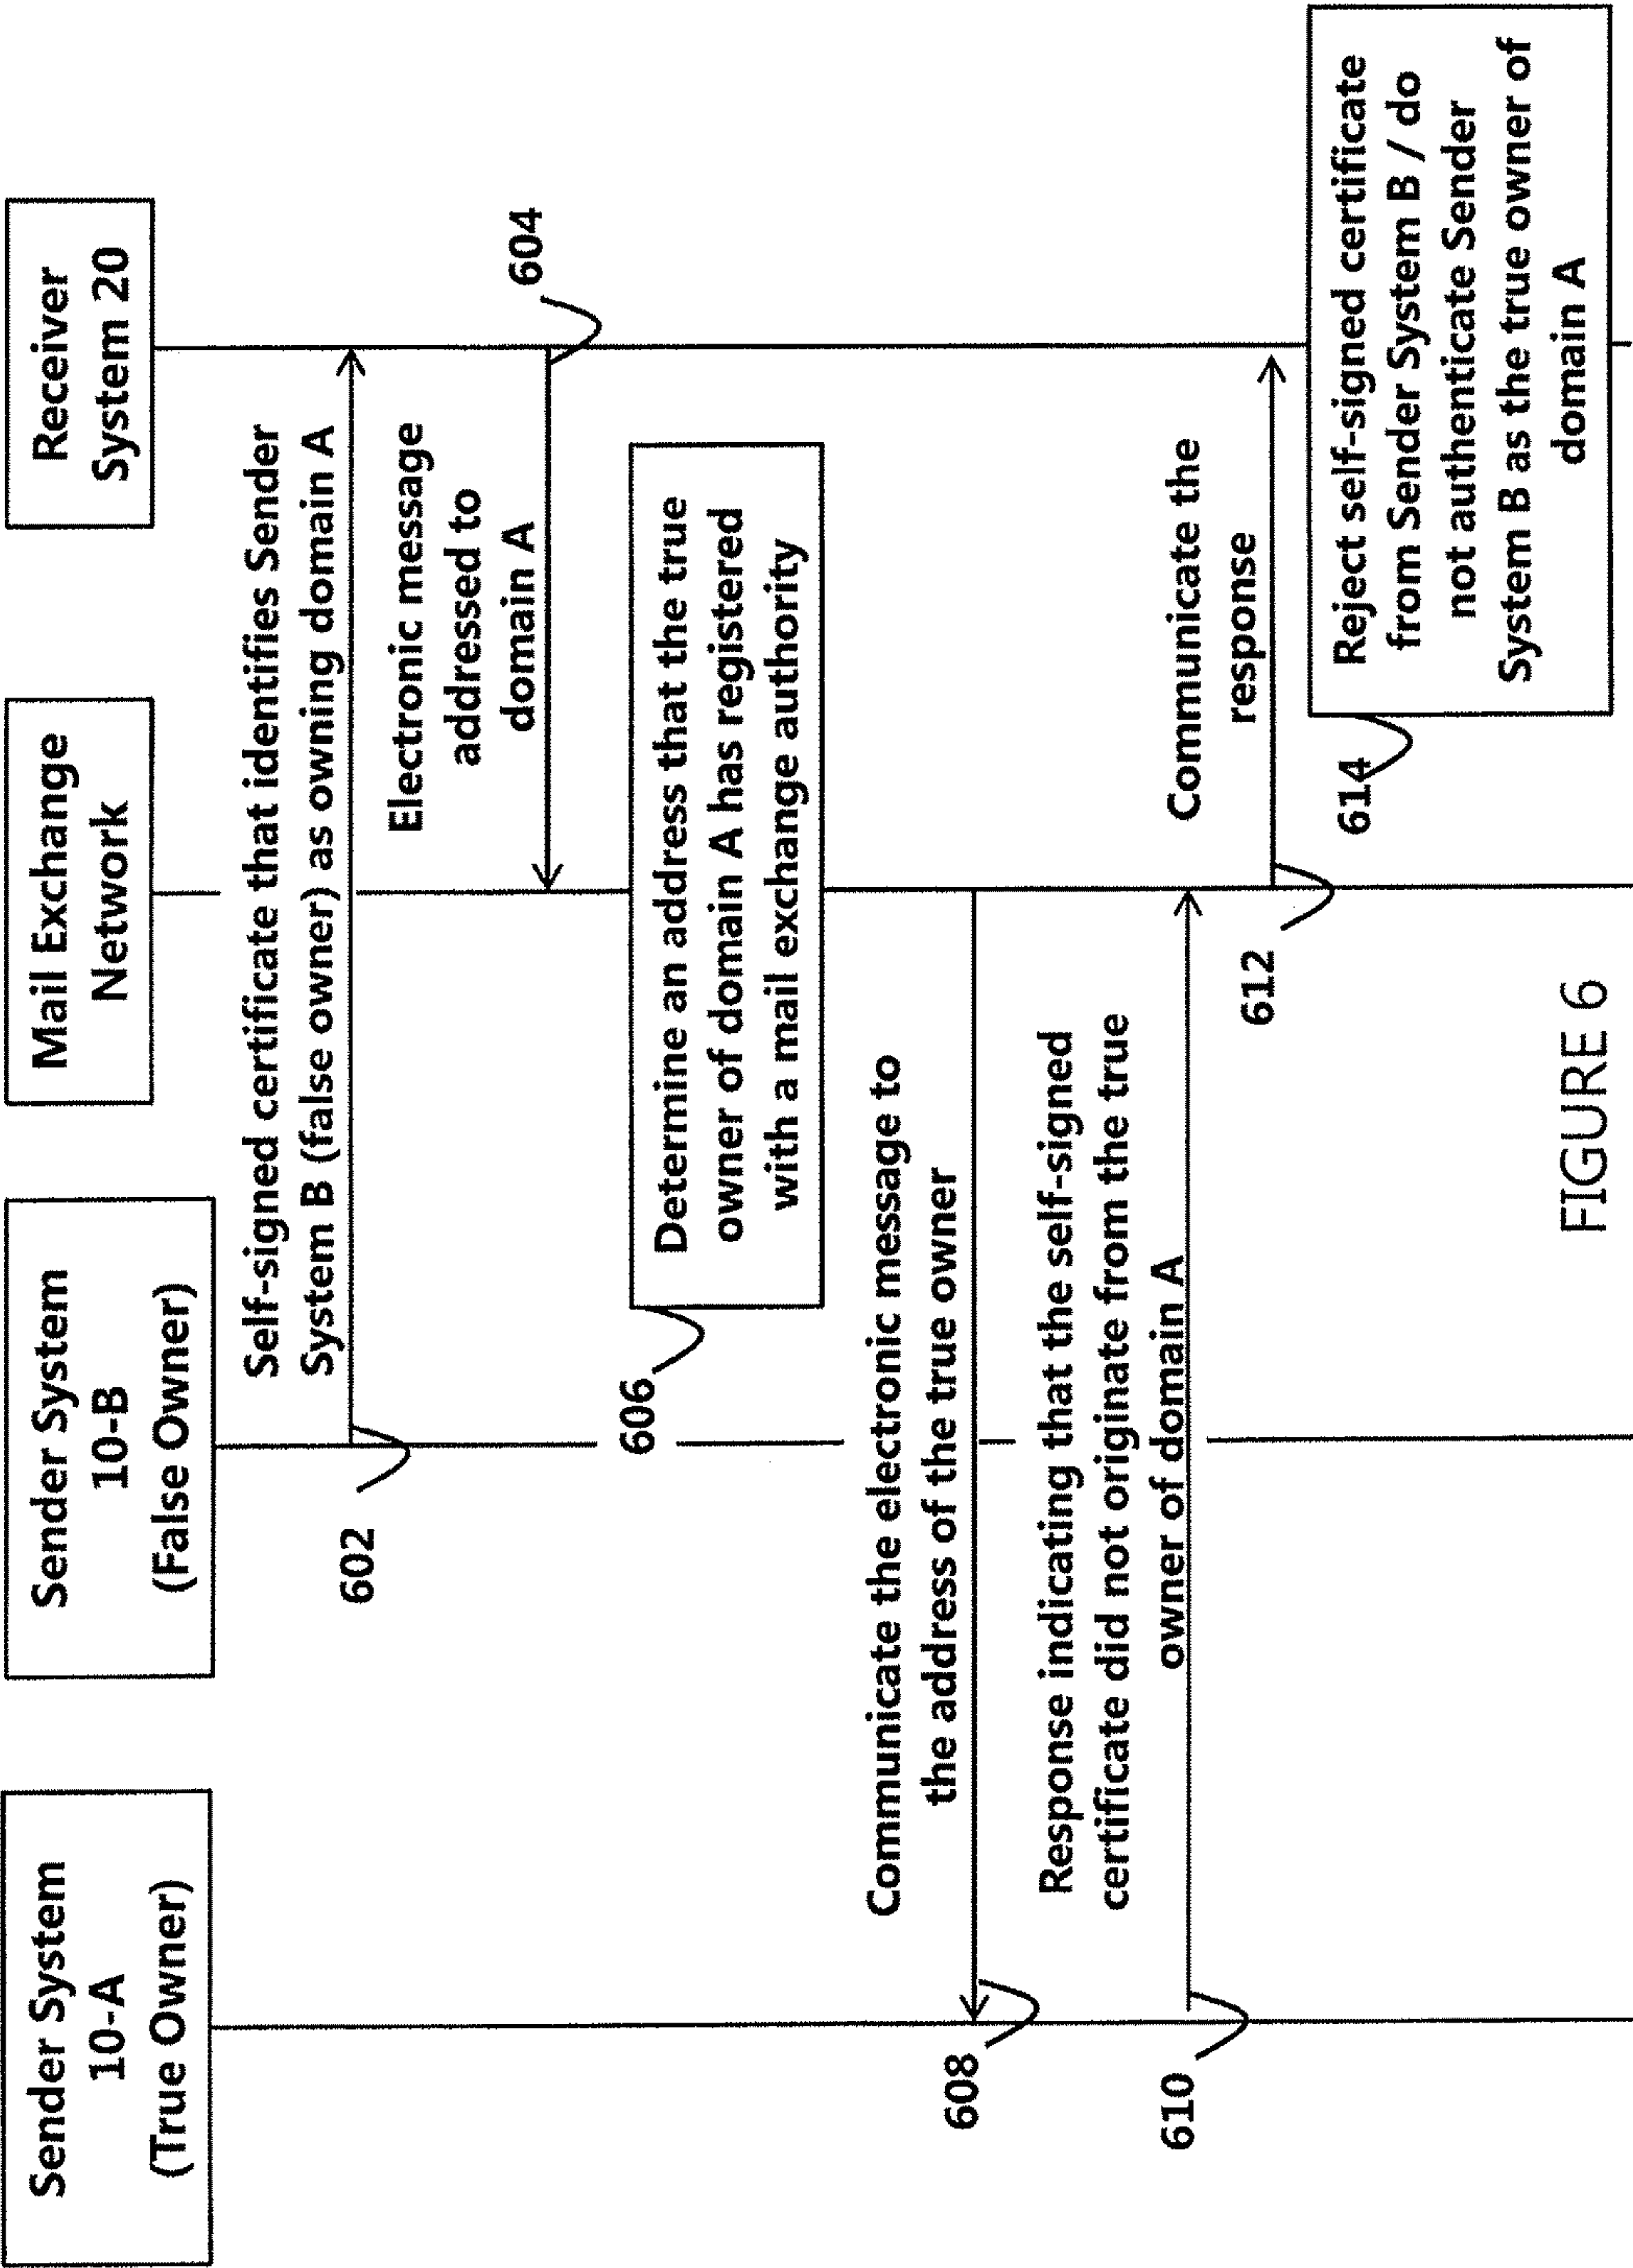 Sender System
10-A
(True Owner)
Sender System
10-B
(False Owner)
Mail Exchange
Network
Receiver
System 20
Self-signed certificate that identifies Sender
System B (false owner) as owning domain A
602
Electronic message
addressed to
domain A
604
Determine an address that the true
owner of domain A has registered
with a mail exchange authority
606
Communicate the electronic message to
the address of the true owner
608
Response indicating that the self-signed
certificate did not originate from the true
owner of domain A
610
Communicate the
response
612
Reject self-signed certificate
from Sender System B / do
not authenticate Sender
System B as the true owner of
domain A
614
FIGURE 6